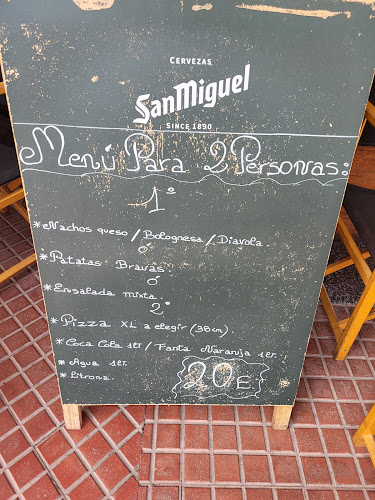 CERVEZAS
San Miguel
SINCE 1890
Menú Para 2 Personas:
1º
* Nachos queso / Bolognesa / Diavola.
ó
* Patatas Bravas.
ó
* Ensalada mixta.
2º
* Pizza XL a elegir (38cm).
* Coca Cola 1lt / Fanta Naranja 1lt.
* Agua 1lt.
* Litrona.
20€